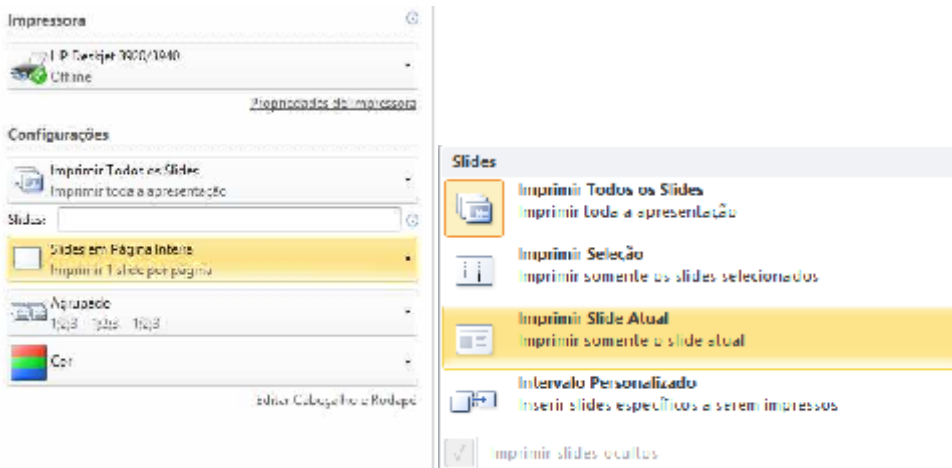 Impressora
HP Deskjet 3920/3940
Offline
Propriedades de Impressora
Configurações
Imprimir Todos os Slides
Imprimir toda a apresentação
Slides:
Slides em Página Inteira
Imprimir 1 slide por página
Agrupado
1;2;3 1;2;3 1;2;3
Cor
Editar Cabeçalho e Rodapé
Slides
Imprimir Todos os Slides
Imprimir toda a apresentação
Imprimir Seleção
Imprimir somente os slides selecionados
Imprimir Slide Atual
Imprimir somente o slide atual
Intervalo Personalizado
Inserir slides específicos a serem impressos
Imprimir slides ocultos